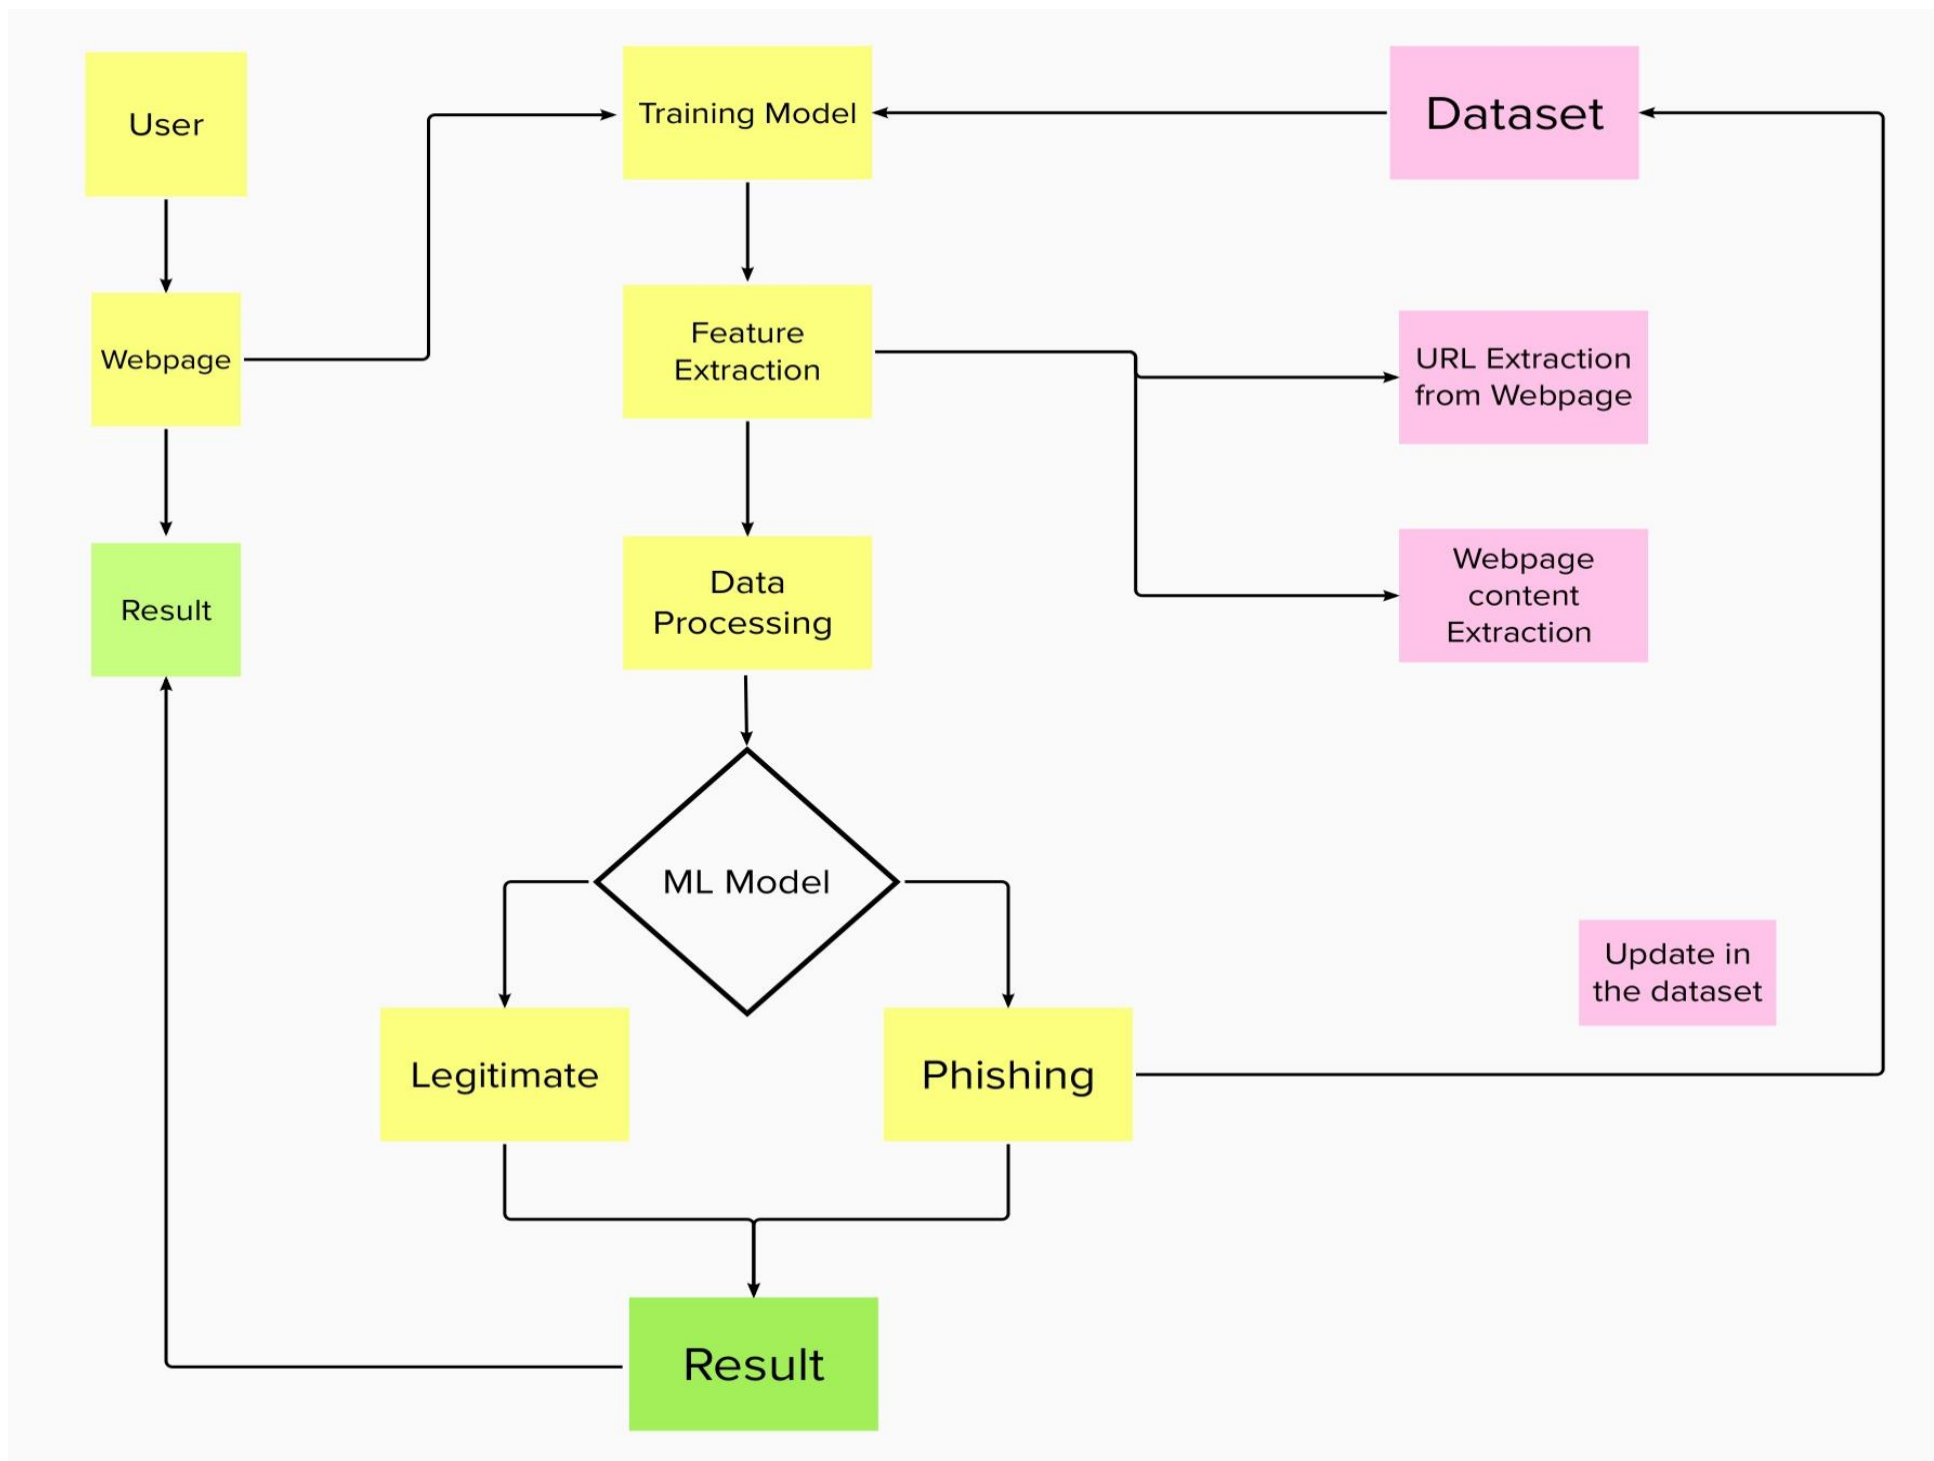 User
Training Model
Dataset
Webpage
Feature
Extraction
URL Extraction
from Webpage
Result
Data
Processing
Webpage
content
Extraction
ML Model
Update in
the dataset
Legitimate
Phishing
Result